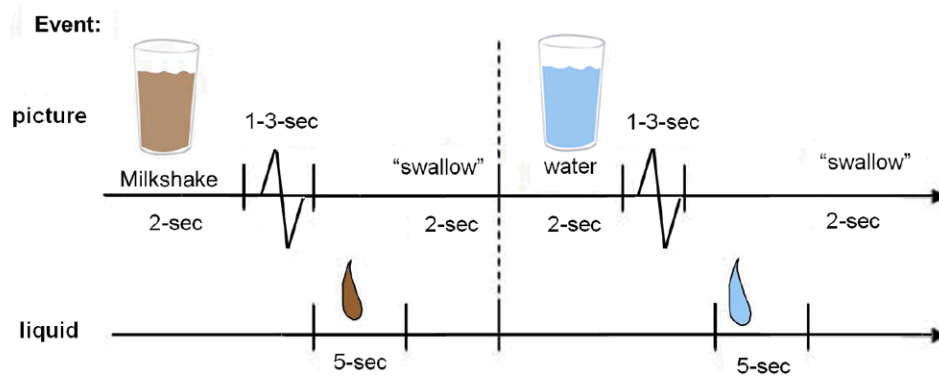 Event:
picture
1-3-sec
1-3-sec
Milkshake
"swallow"
water
"swallow"
2-sec
2-sec
2-sec
2-sec
liquid
5-sec
5-sec